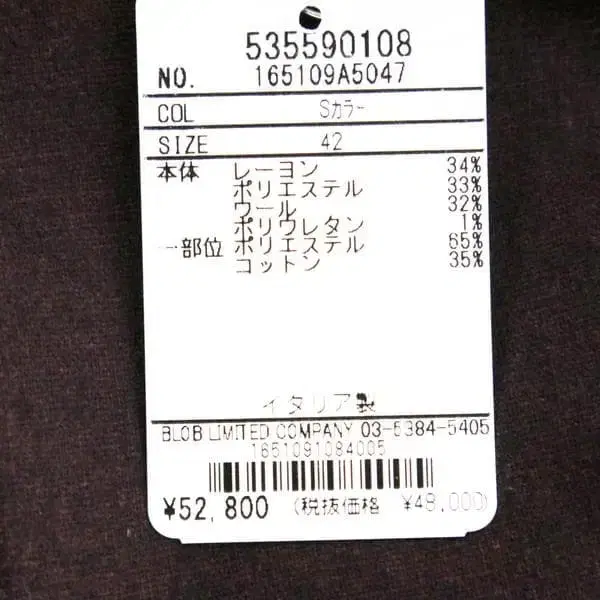 535590108
NO. 165109A5047
COL Sカラー
SIZE 42
本体 レーヨン 34%
ポリエステル 33%
ウール 32%
ポリウレタン 1%
一部位 ポリエステル 65%
コットン 35%
イタリア製
BLOB LIMITED COMPANY 03-6384-5405
1651091084005
¥52,800 (税抜価格 ¥48,000)